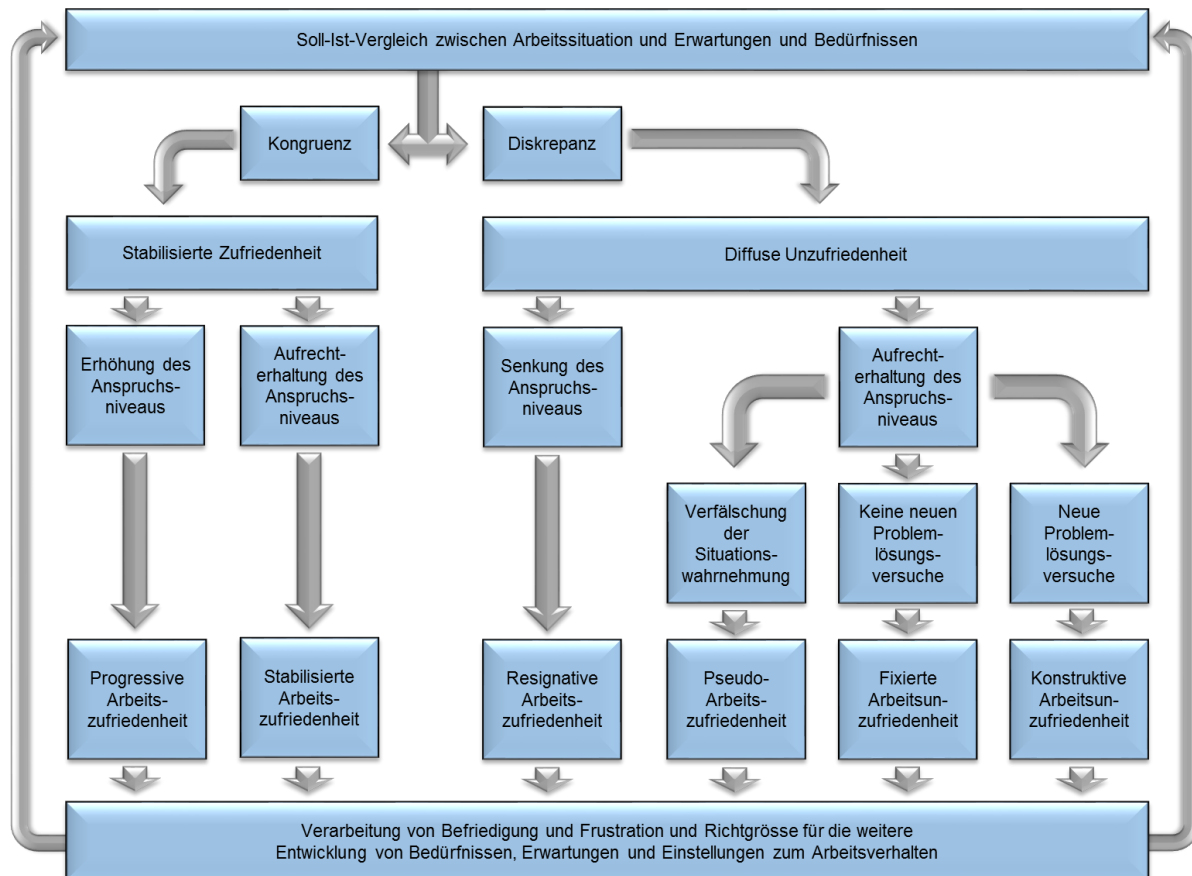 Soll-Ist-Vergleich zwischen Arbeitssituation und Erwartungen und Bedürfnissen
Kongruenz
Diskrepanz
Stabilisierte Zufriedenheit
Diffuse Unzufriedenheit
Erhöhung des
Anspruchs-
niveaus
Aufrecht-
erhaltung des
Anspruchs-
niveaus
Senkung des
Anspruchs-
niveaus
Aufrecht-
erhaltung des
Anspruchs-
niveaus
Verfälschung
der
Situations-
wahrnehmung
Keine neuen
Problem-
lösungs-
versuche
Neue
Problem-
lösungs-
versuche
Progressive
Arbeits-
zufriedenheit
Stabilisierte
Arbeits-
zufriedenheit
Resignative
Arbeits-
zufriedenheit
Pseudo-
Arbeits-
zufriedenheit
Fixierte
Arbeitsun-
zufriedenheit
Konstruktive
Arbeitsun-
zufriedenheit
Verarbeitung von Befriedigung und Frustration und Richtgrösse für die weitere
Entwicklung von Bedürfnissen, Erwartungen und Einstellungen zum Arbeitsverhalten